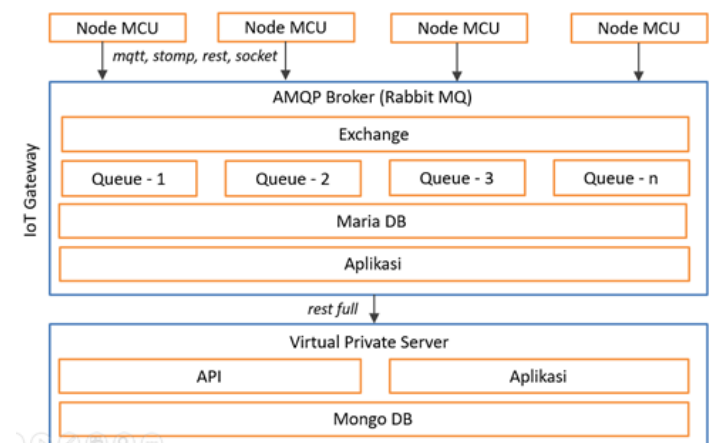 Node MCU
Node MCU
Node MCU
Node MCU
mqtt, stomp, rest, socket
IoT Gateway
AMQP Broker (Rabbit MQ)
Exchange
Queue - 1
Queue - 2
Queue - 3
Queue - n
Maria DB
Aplikasi
rest full
Virtual Private Server
API
Aplikasi
Mongo DB